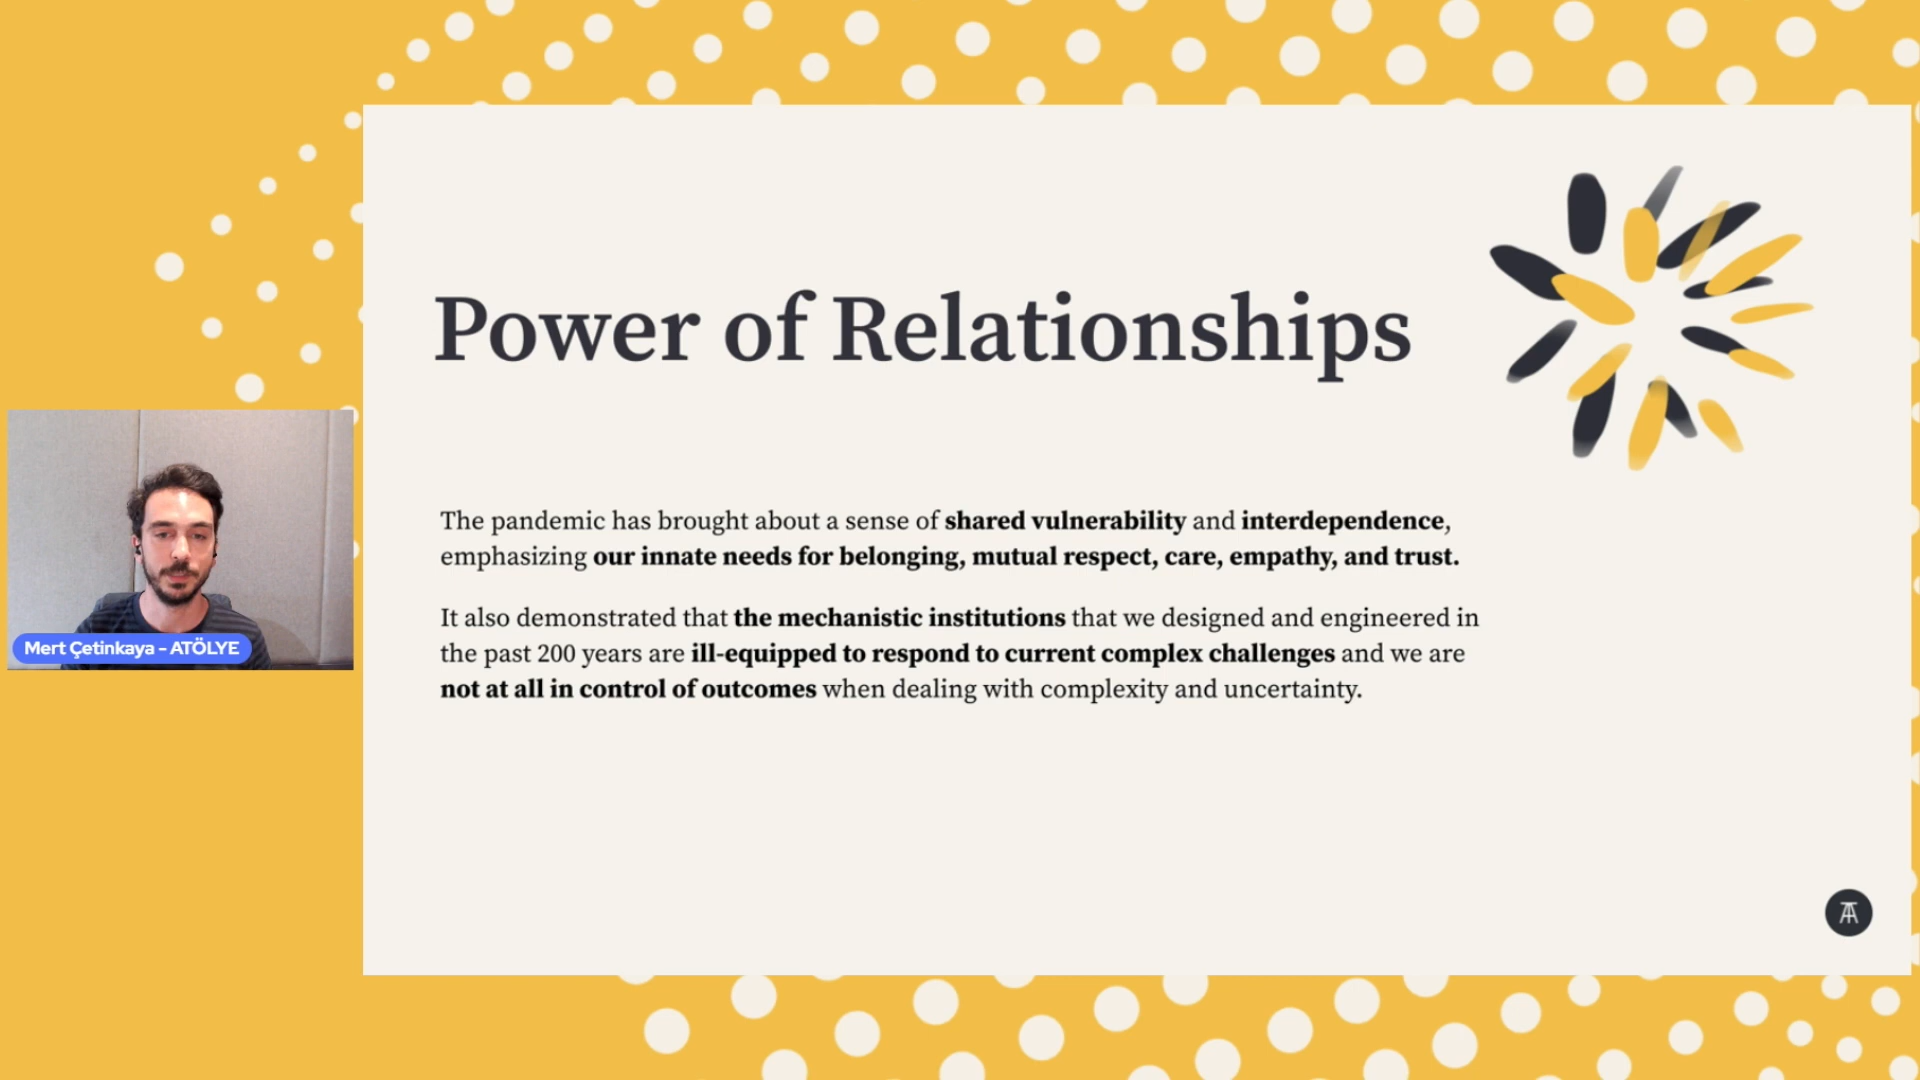 Power of Relationships
The pandemic has brought about a sense of shared vulnerability and interdependence,
emphasizing our innate needs for belonging, mutual respect, care, empathy, and trust.
It also demonstrated that the mechanistic institutions that we designed and engineered in
the past 200 years are ill-equipped to respond to current complex challenges and we are
not at all in control of outcomes when dealing with complexity and uncertainty.
Mert Çetinkaya – ATÖLYE